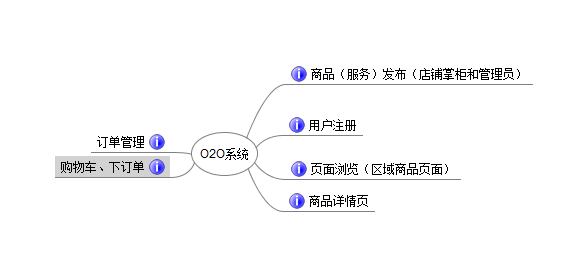 商品（服务）发布（店铺掌柜和管理员）
用户注册
订单管理
O2O系统
购物车、下订单
页面浏览（区域商品页面）
商品详情页